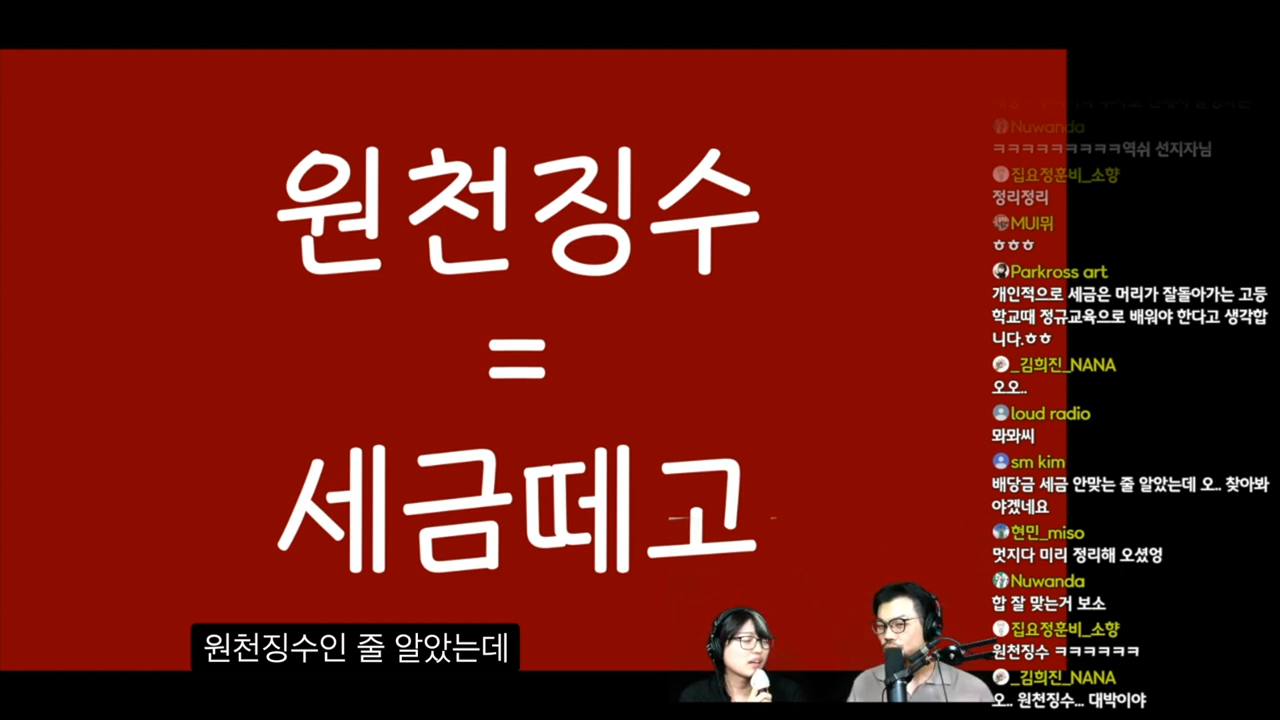 원천징수
=
세금떼고
원천징수인 줄 알았는데
Nuwanda
ㅋㅋㅋㅋㅋㅋㅋㅋㅋ역쉬 선지자님
집요정훈비_소향
정리정리
MUI뮈
ㅎㅎㅎ
Parkross art
개인적으로 세금은 머리가 잘돌아가는 고등
학교때 정규교육으로 배워야 한다고 생각합
니다.ㅎㅎ
_김희진_NANA
오오..
loud radio
뫄뫄씨
sm kim
배당금 세금 안맞는 줄 알았는데 오.. 찾아봐
야겠네요
현민_miso
멋지다 미리 정리해 오셨엉
Nuwanda
합 잘 맞는거 보소
집요정훈비_소향
원천징수 ㅋㅋㅋㅋㅋㅋ
_김희진_NANA
오.. 원천징수... 대박이야